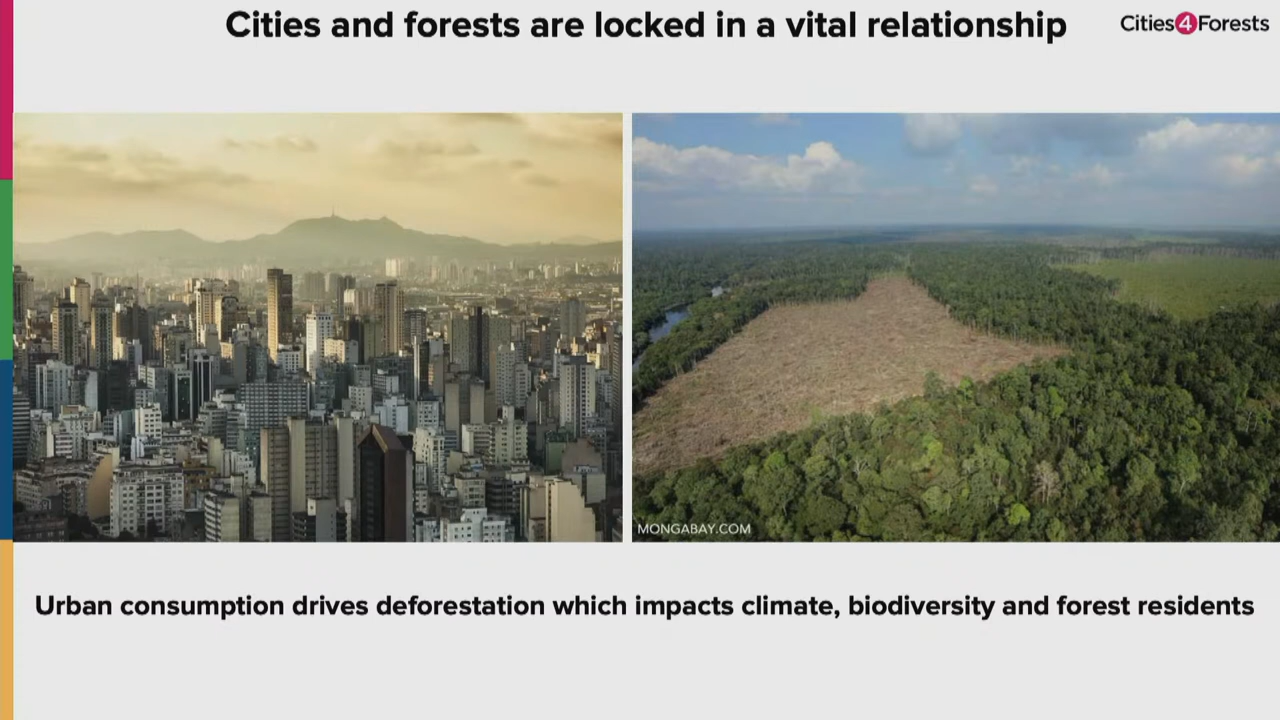 Cities and forests are locked in a vital relationship
Cities4Forests
MONGABAY.COM
Urban consumption drives deforestation which impacts climate, biodiversity and forest residents